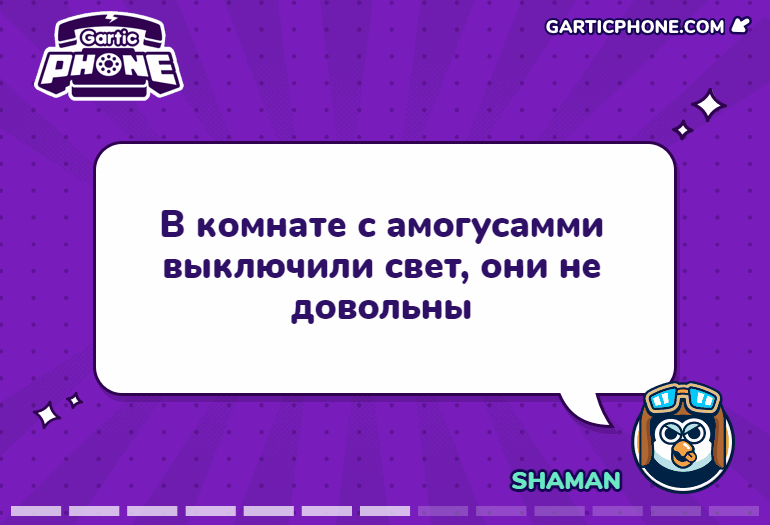 Gartic
PHONE
GARTICPHONE.COM
В комнате с амогусамми
выключили свет, они не
довольны
SHAMAN